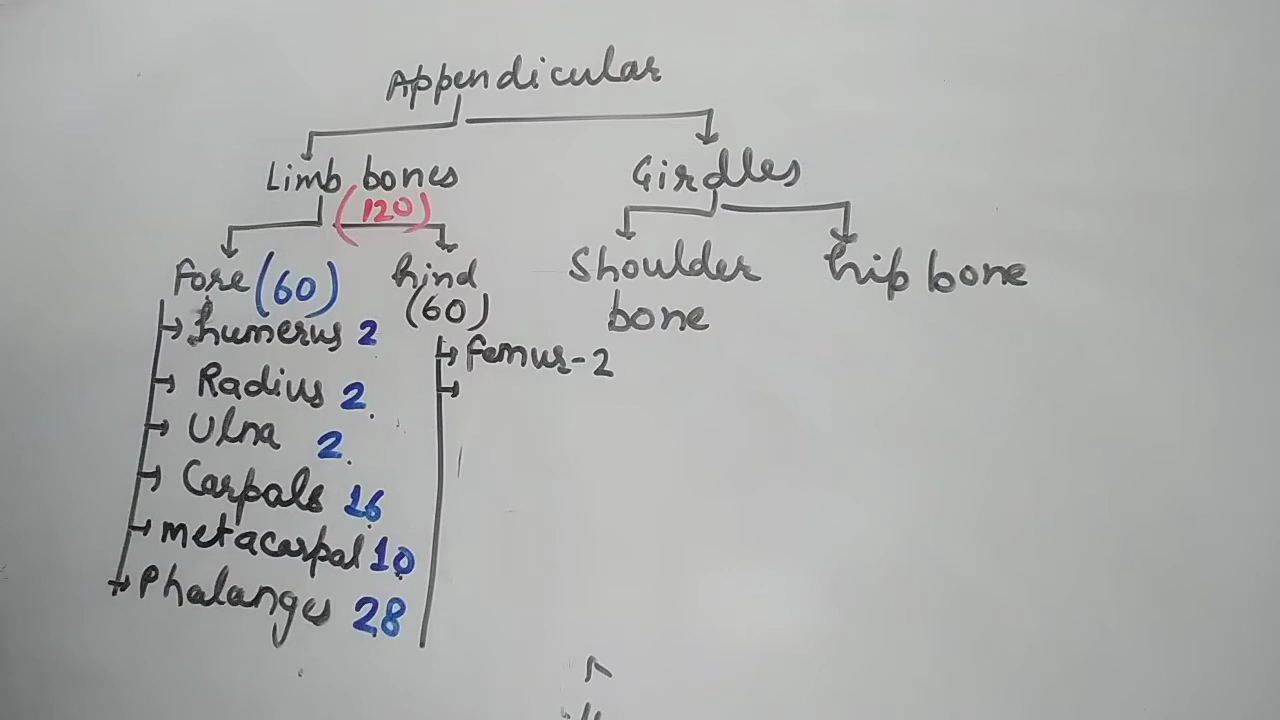 Appendicular
Limb bones
(120)
Girdles
Fore (60)
humerus 2
Radius 2
Ulna 2
Carpals 16
metacarpal 10
Phalanges 28
hind
(60)
femur-2
Shoulder
bone
hip bone